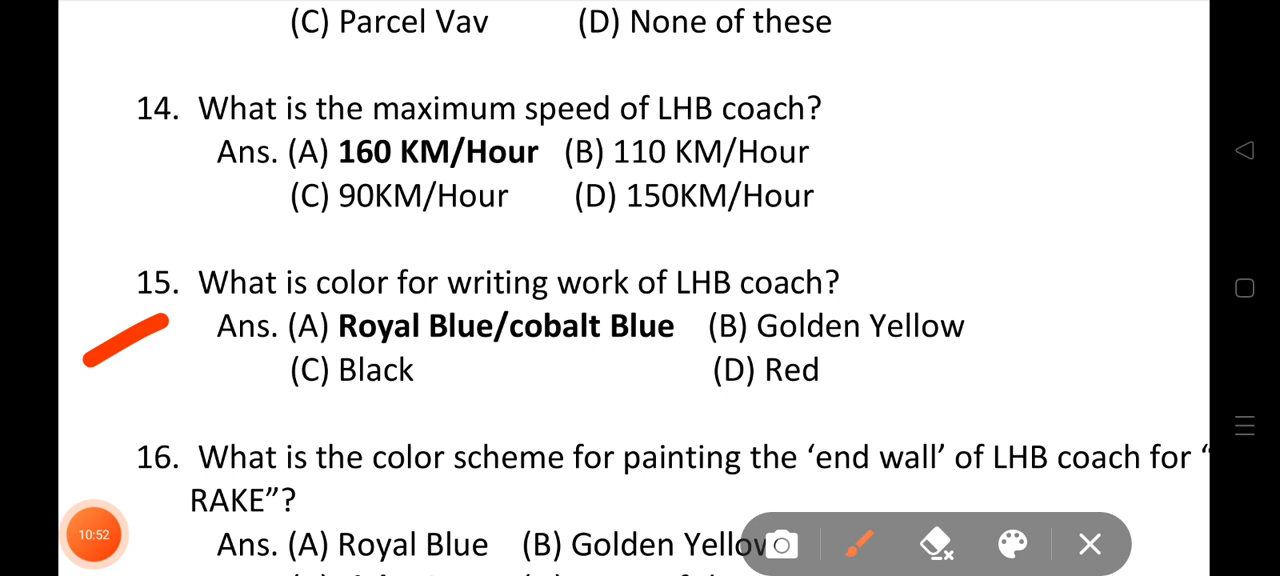 (C) Parcel Vav (D) None of these
14. What is the maximum speed of LHB coach?
Ans. (A) 160 KM/Hour (B) 110 KM/Hour
(C) 90KM/Hour (D) 150KM/Hour
15. What is color for writing work of LHB coach?
Ans. (A) Royal Blue/cobalt Blue (B) Golden Yellow
(C) Black (D) Red
16. What is the color scheme for painting the ‘end wall’ of LHB coach for “
RAKE”?
Ans. (A) Royal Blue (B) Golden Yellow
10:52